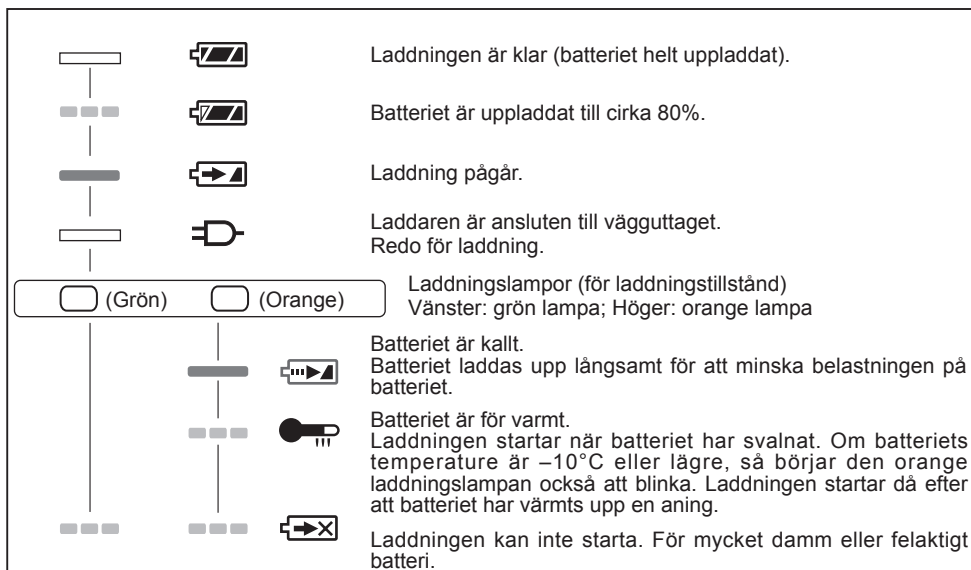 Laddningen är klar (batteriet helt uppladdat).
Batteriet är uppladdat till cirka 80%.
Laddning pågår.
Laddaren är ansluten till vägguttaget.
Redo för laddning.
(Grön) (Orange)
Laddningslampor (för laddningstillstånd)
Vänster: grön lampa; Höger: orange lampa
Batteriet är kallt.
Batteriet laddas upp långsamt för att minska belastningen på
batteriet.
Batteriet är för varmt.
Laddningen startar när batteriet har svalnat. Om batteriets
temperature är –10°C eller lägre, så börjar den orange
laddningslampan också att blinka. Laddningen startar då efter
att batteriet har värmts upp en aning.
Laddningen kan inte starta. För mycket damm eller felaktigt
batteri.